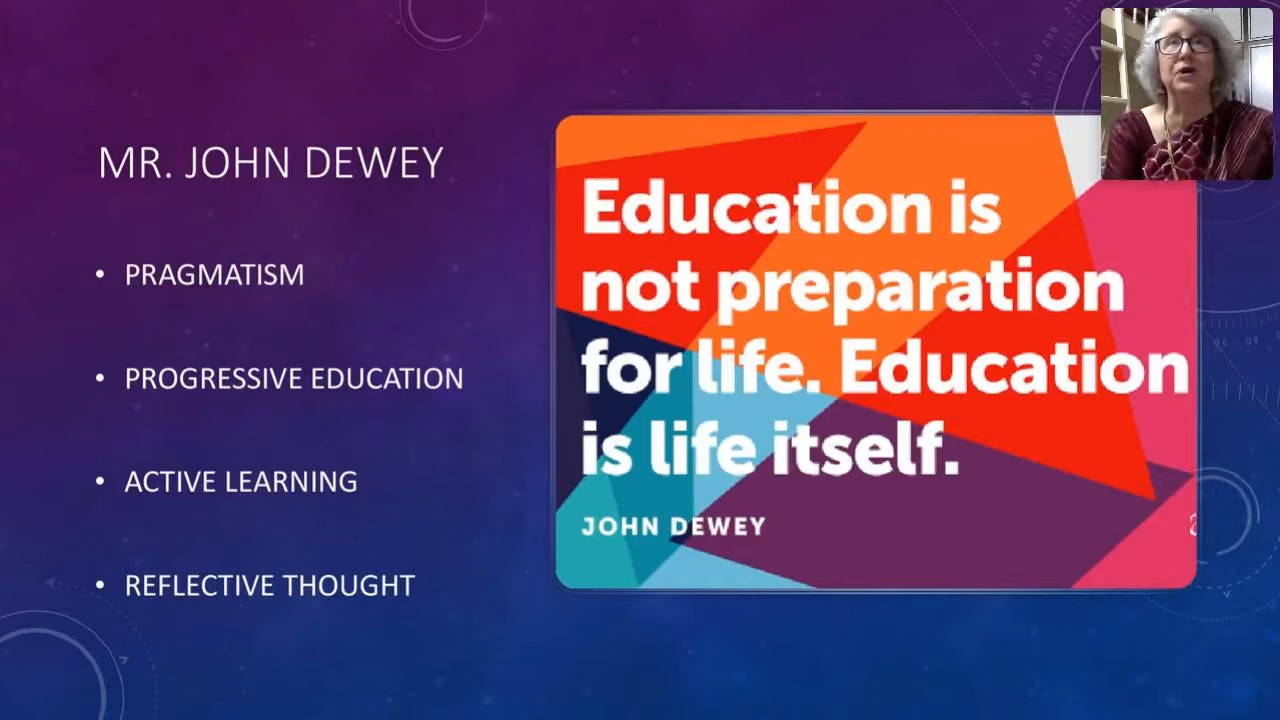 MR. JOHN DEWEY
• PRAGMATISM
• PROGRESSIVE EDUCATION
• ACTIVE LEARNING
• REFLECTIVE THOUGHT
Education is
not preparation
for life. Education
is life itself.
JOHN DEWEY